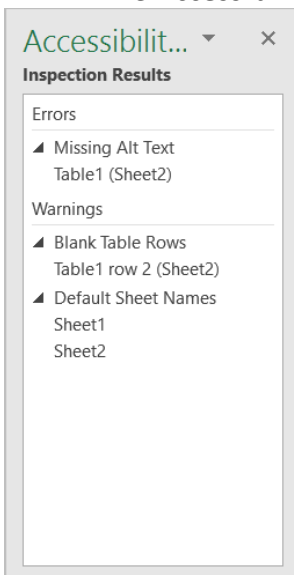 Accessibilit...
Inspection Results
Errors
Missing Alt Text
Table1 (Sheet2)
Warnings
Blank Table Rows
Table1 row 2 (Sheet2)
Default Sheet Names
Sheet1
Sheet2